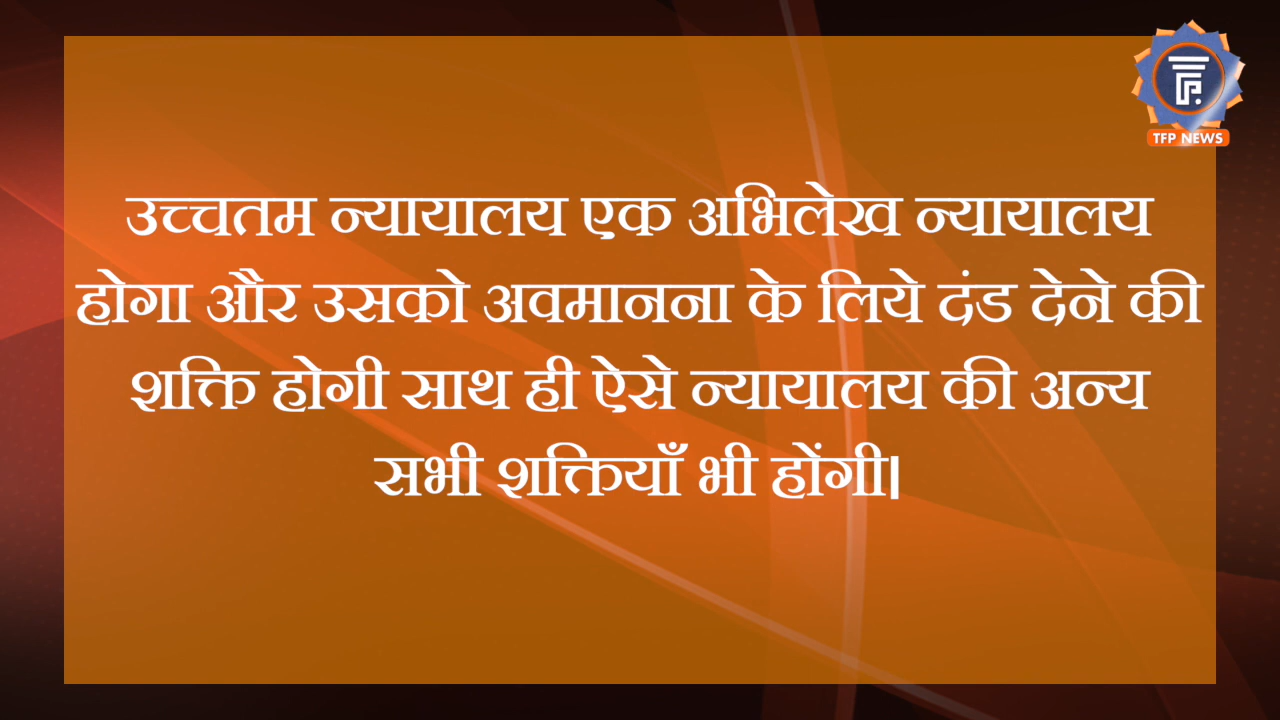 TFP NEWS
उच्चतम न्यायालय एक अभिलेख न्यायालय
होगा और उसको अवमानना के लिये दंड देने की
शक्ति होगी साथ ही ऐसे न्यायालय की अन्य
सभी शक्तियाँ भी होंगी।